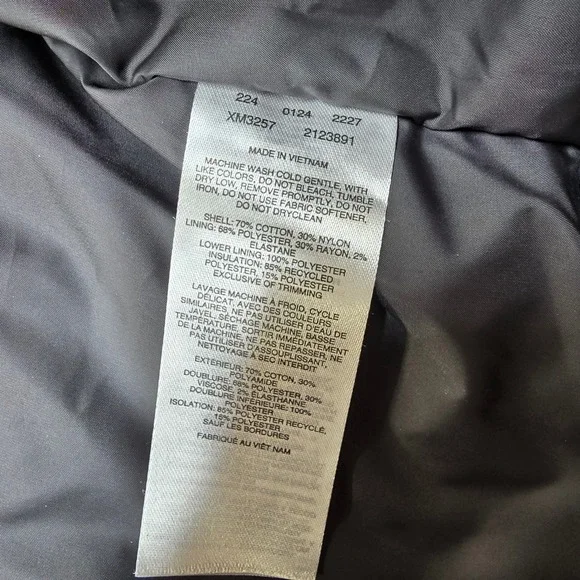 224 0124 2227
XM3257 2123891
MADE IN VIETNAM
MACHINE WASH COLD GENTLE, WITH
LIKE COLORS, DO NOT BLEACH, TUMBLE
DRY LOW, REMOVE PROMPTLY, DO NOT
IRON, DO NOT USE FABRIC SOFTENER,
DO NOT DRYCLEAN
SHELL: 70% COTTON, 30% NYLON
LINING: 68% POLYESTER, 30% RAYON, 2%
ELASTANE
LOWER LINING: 100% POLYESTER
INSULATION: 85% RECYCLED
POLYESTER, 15% POLYESTER
EXCLUSIVE OF TRIMMING
LAVAGE MACHINE À FROID, CYCLE
DÉLICAT, AVEC DES COULEURS
SIMILAIRES, NE PAS UTILISER D'EAU DE
JAVEL, SÉCHAGE MACHINE, BASSE
TEMPÉRATURE, SORTIR IMMÉDIATEMENT
DE LA MACHINE, NE PAS REPASSER, NE
PAS UTILISER D'ASSOUPLISSANT,
NETTOYAGE À SEC INTERDIT
EXTÉRIEUR: 70% COTON, 30%
POLYAMIDE
DOUBLURE: 68% POLYESTER, 30%
VISCOSE, 2% ÉLASTHANNE
DOUBLURE INFÉRIEURE: 100%
POLYESTER
ISOLATION: 85% POLYESTER RECYCLÉ,
15% POLYESTER
SAUF LES BORDURES
FABRIQUÉ AU VIÊT NAM